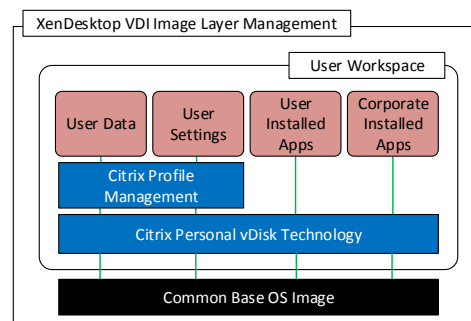 XenDesktop VDI Image Layer Management
User Workspace
User Data
User
Settings
User
Installed
Apps
Corporate
Installed
Apps
Citrix Profile
Management
Citrix Personal vDisk Technology
Common Base OS Image